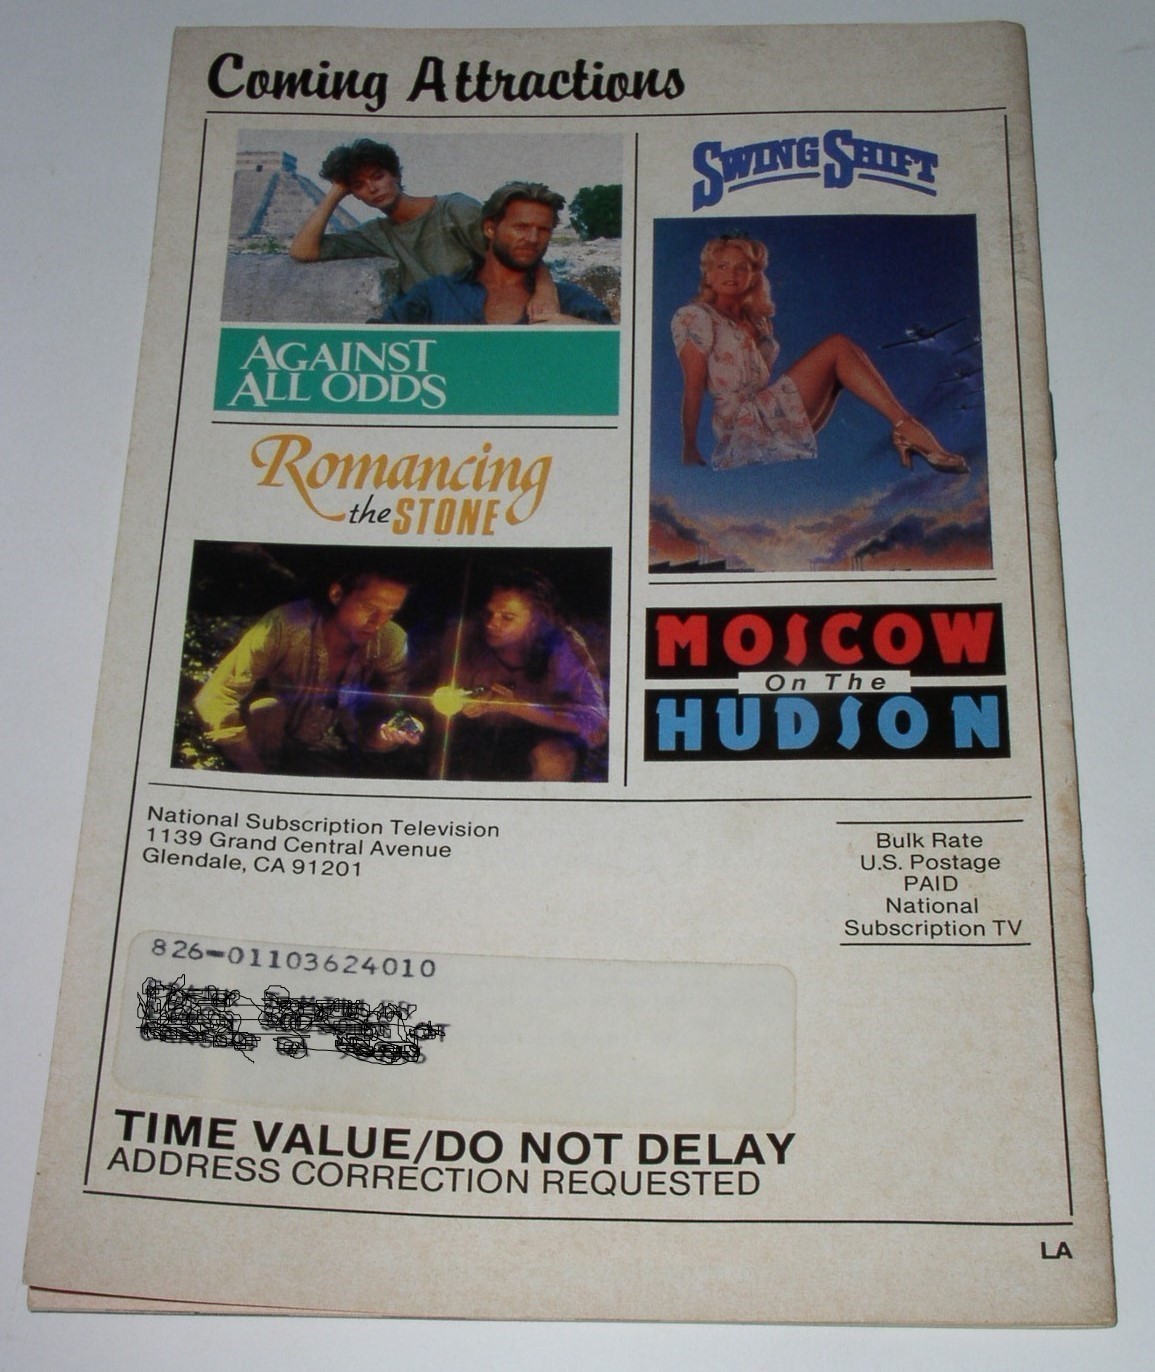 Coming Attractions
AGAINST
ALL ODDS
Romancing
the STONE
SWING SHIFT
MOSCOW
On The
HUDSON
National Subscription Television
1139 Grand Central Avenue
Glendale, CA 91201
Bulk Rate
U.S. Postage
PAID
National
Subscription TV
826-01103624010
TIME VALUE/DO NOT DELAY
ADDRESS CORRECTION REQUESTED
LA